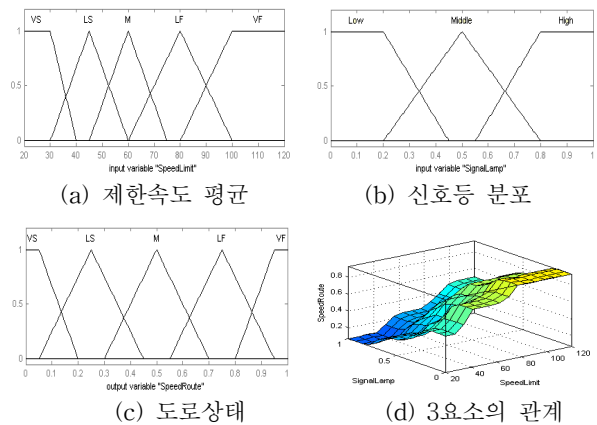 VS LS M LF VF
1
0.5
0
20 30 40 50 60 70 80 90 100 110 120
input variable "SpeedLimit"
(a) 제한속도 평균
Low Middle High
1
0.5
0
0 0.1 0.2 0.3 0.4 0.5 0.6 0.7 0.8 0.9 1
input variable "SignalLamp"
(b) 신호등 분포
VS LS M LF VF
1
0.5
0
0 0.1 0.2 0.3 0.4 0.5 0.6 0.7 0.8 0.9 1
output variable "SpeedRoute"
(c) 도로상태
SpeedRoute
0.8
0.6
0.4
0.2
1
0.5
0
SignalLamp
20 40 60 80 100 120
SpeedLimit
(d) 3요소의 관계